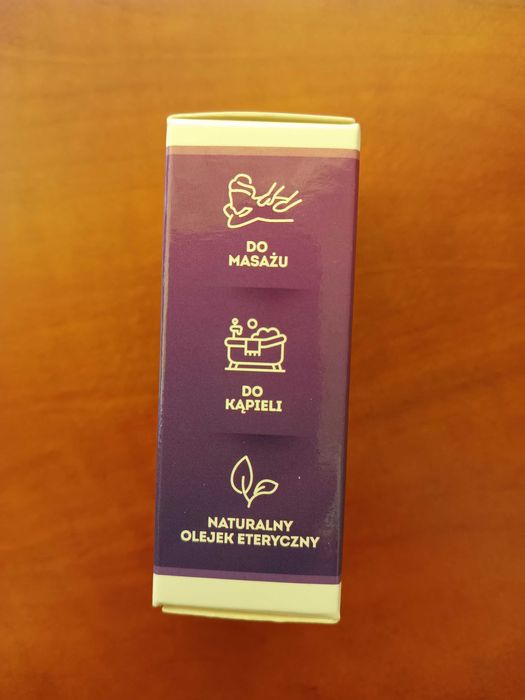 DO
MASAŻU
DO
KĄPIELI
NATURALNY
OLEJEK ETERYCZNY